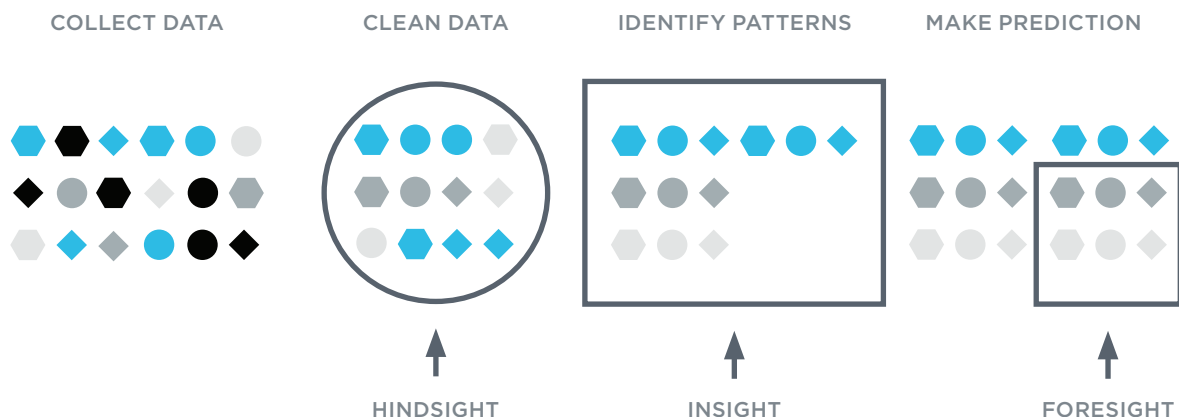 COLLECT DATA
CLEAN DATA
IDENTIFY PATTERNS
MAKE PREDICTION
HINDSIGHT
INSIGHT
FORESIGHT